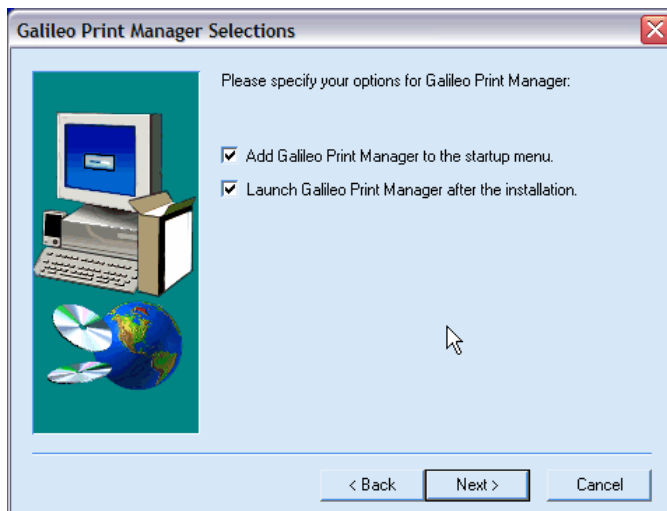 Galileo Print Manager Selections
Please specify your options for Galileo Print Manager:
Add Galileo Print Manager to the startup menu.
Launch Galileo Print Manager after the installation.
< Back
Next >
Cancel